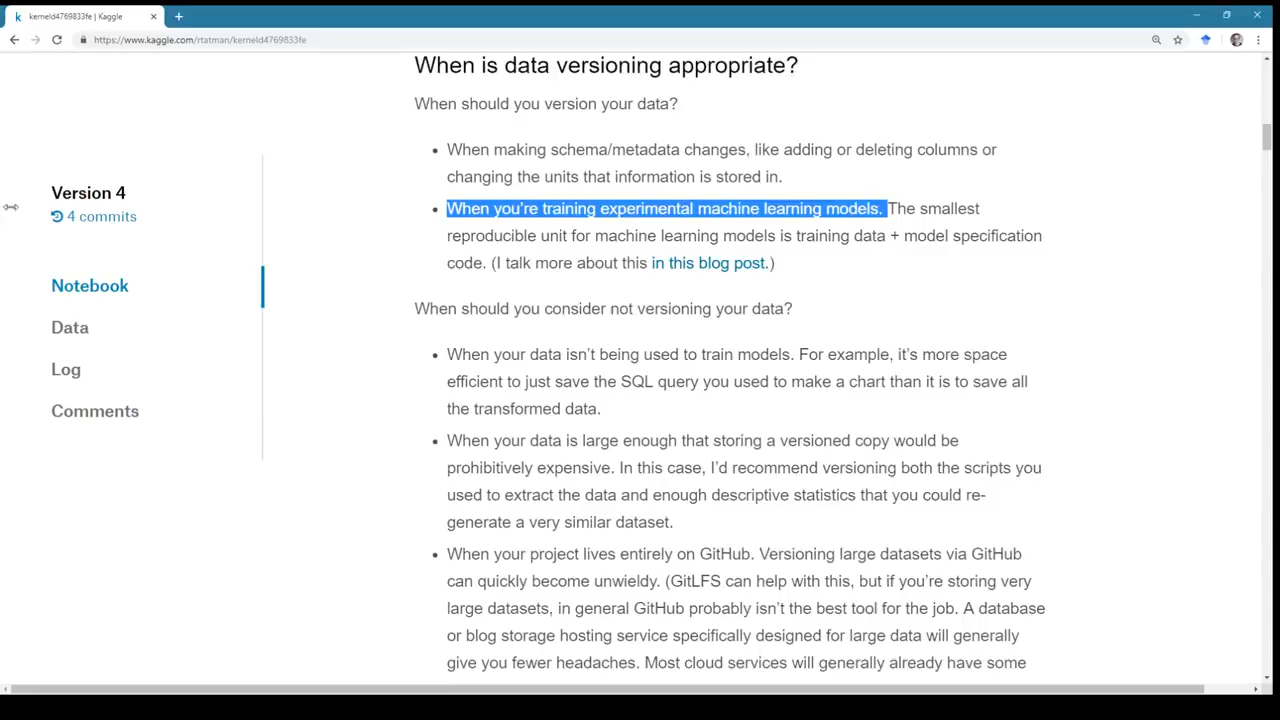 kerneld4769833fe | Kaggle
https://www.kaggle.com/rtatman/kerneld4769833fe
When is data versioning appropriate?
When should you version your data?
• When making schema/metadata changes, like adding or deleting columns or
changing the units that information is stored in.
• When you're training experimental machine learning models. The smallest
reproducible unit for machine learning models is training data + model specification
code. (I talk more about this in this blog post.)
When should you consider not versioning your data?
• When your data isn't being used to train models. For example, it's more space
efficient to just save the SQL query you used to make a chart than it is to save all
the transformed data.
• When your data is large enough that storing a versioned copy would be
prohibitively expensive. In this case, I'd recommend versioning both the scripts you
used to extract the data and enough descriptive statistics that you could re-
generate a very similar dataset.
• When your project lives entirely on GitHub. Versioning large datasets via GitHub
can quickly become unwieldy. (GitLFS can help with this, but if you're storing very
large datasets, in general GitHub probably isn't the best tool for the job. A database
or blog storage hosting service specifically designed for large data will generally
give you fewer headaches. Most cloud services will generally already have some
Version 4
4 commits
Notebook
Data
Log
Comments